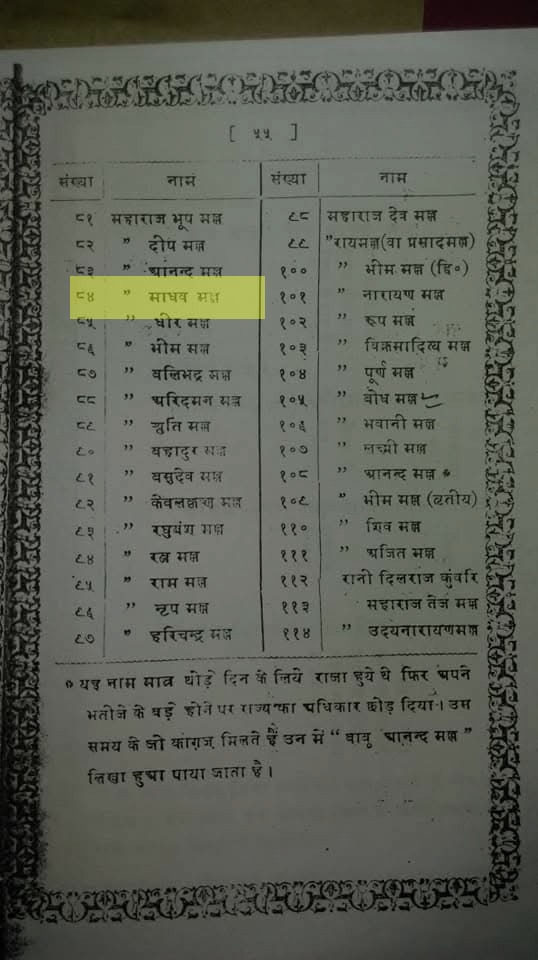 [ ५५ ]
संख्या नाम संख्या नाम
८१ महाराज भूप मल्ल ९८ महाराज देव मल्ल
८२ ” दीप मल्ल ९९ ”रायमल्ल(वा प्रसादमल्ल)
८३ ” आनन्द मल्ल १०० ” भीम मल्ल (द्वि०)
८४ ” माधव मल्ल १०१ ” नारायण मल्ल
८५ ” धीर मल्ल १०२ ” रूप मल्ल
८६ ” भीम मल्ल १०३ ” विक्रमादित्य मल्ल
८७ ” बलिभद्र मल्ल १०४ ” पूर्ण मल्ल
८८ ” अरिदमन मल्ल १०५ ” बोध मल्ल
८९ ” श्रुति मल्ल १०६ ” भवानी मल्ल
९० ” बहादुर मल्ल १०७ ” लक्ष्मी मल्ल
९१ ” बसुदेव मल्ल १०८ ” आनन्द मल्ल *
९२ ” मल्ल १०९ ” भीम मल्ल (तृतीय)
९३ ” रघुवंश मल्ल ११० ” शिव मल्ल
९४ ” रत्न मल्ल १११ ” अजित मल्ल
९५ ” राम मल्ल ११२ रानी दिलराज कुंवरि
९६ ” नृप मल्ल ११३ महाराज तेज मल्ल
९७ ” हरिचन्द्र मल्ल ११४ ” उदयनारायणमल्ल
* यह नाम मात्र थोड़े दिन के लिये राजा हुये थे फिर अपने
भतीजे के बड़े होने पर राज्य का अधिकार छोड़ दिया। उस
समय के जो कागज़ मिलते हैं उन में “ बाबू आनन्द मल्ल ”
लिखा हुआ पाया जाता है।